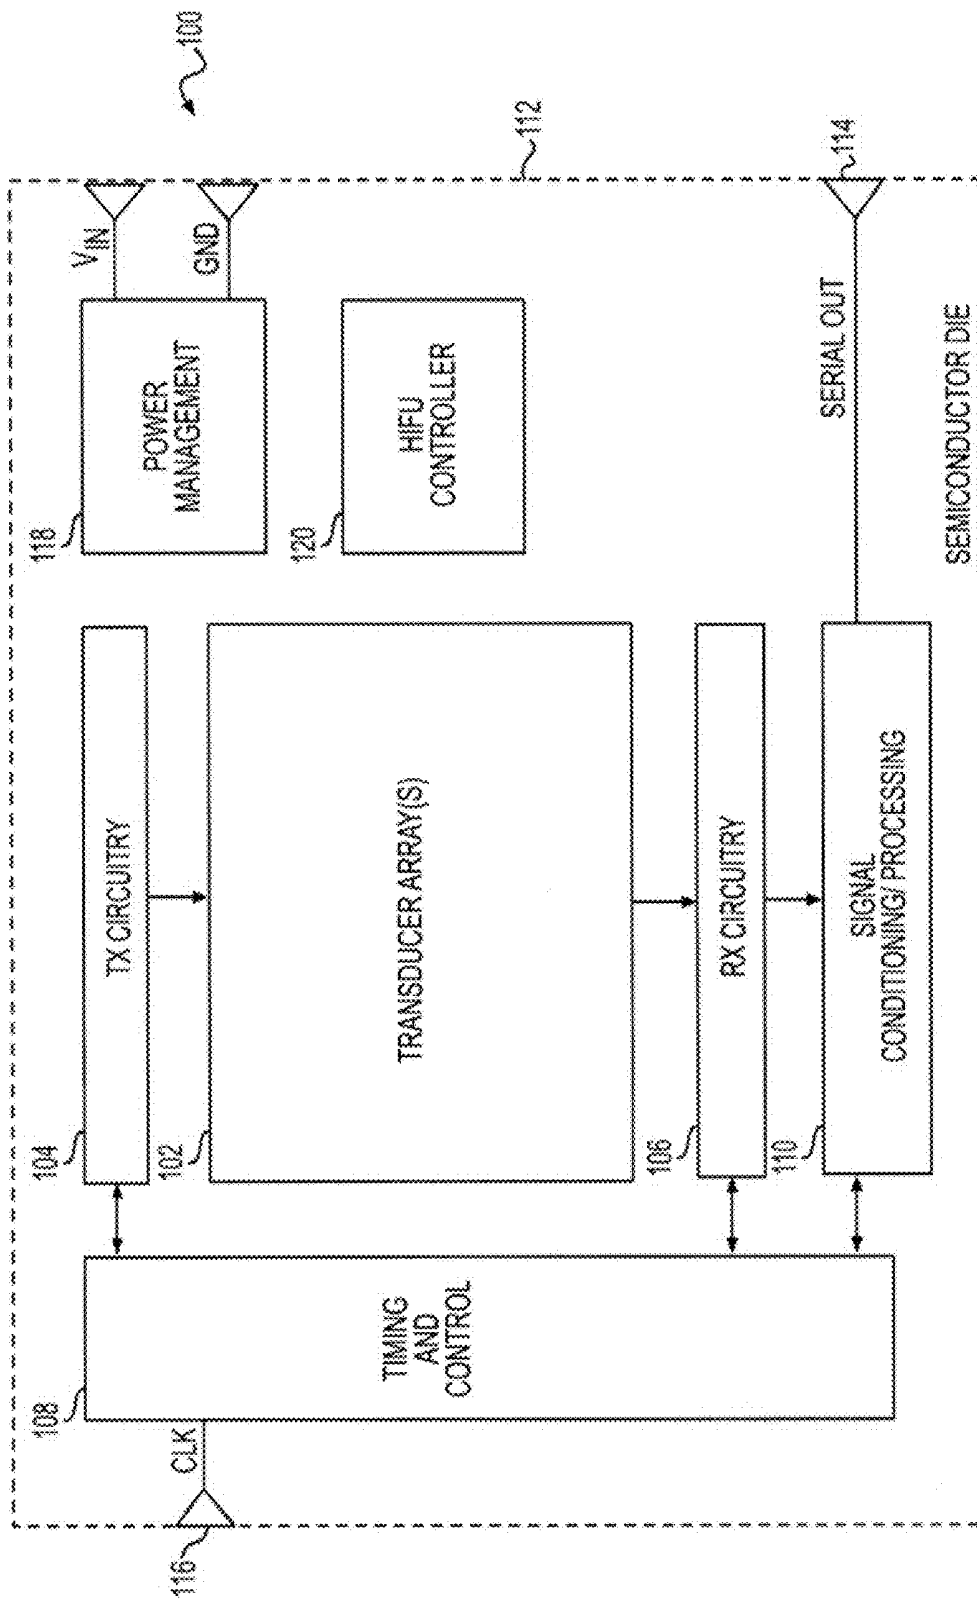 100
112
114
116
CLK
108
TIMING
AND
CONTROL
104
TX CIRCUITRY
102
TRANSDUCER ARRAY(S)
106
RX CIRCUITRY
110
SIGNAL
CONDITIONING/ PROCESSING
118
POWER
MANAGEMENT
VIN
GND
120
HIFU
CONTROLLER
SERIAL OUT
SEMICONDUCTOR DIE